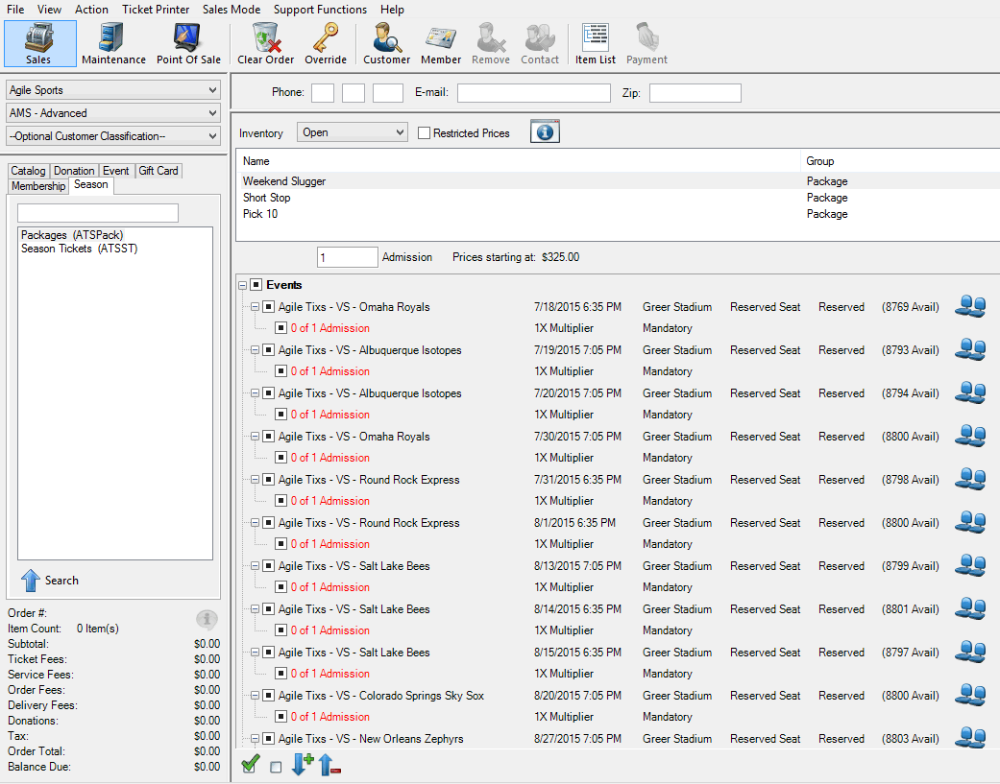 File View Action Ticket Printer Sales Mode Support Functions Help
Sales Maintenance Point Of Sale Clear Order Override Customer Member Remove Contact Item List Payment
Agile Sports
AMS - Advanced
--Optional Customer Classification--
Catalog Donation Event Gift Card
Membership Season
Packages (ATSPack)
Season Tickets (ATSST)
Search
Order #:
Item Count: 0 Item(s)
Subtotal: $0.00
Ticket Fees: $0.00
Service Fees: $0.00
Order Fees: $0.00
Delivery Fees: $0.00
Donations: $0.00
Tax: $0.00
Order Total: $0.00
Balance Due: $0.00
Phone: E-mail: Zip:
Inventory Open Restricted Prices
Name Group
Weekend Slugger Package
Short Stop Package
Pick 10 Package
1 Admission Prices starting at: $325.00
Events
Agile Tixs - VS - Omaha Royals 7/18/2015 6:35 PM Greer Stadium Reserved Seat Reserved (8769 Avail)
0 of 1 Admission 1X Multiplier Mandatory
Agile Tixs - VS - Albuquerque Isotopes 7/19/2015 7:05 PM Greer Stadium Reserved Seat Reserved (8793 Avail)
0 of 1 Admission 1X Multiplier Mandatory
Agile Tixs - VS - Albuquerque Isotopes 7/20/2015 7:05 PM Greer Stadium Reserved Seat Reserved (8794 Avail)
0 of 1 Admission 1X Multiplier Mandatory
Agile Tixs - VS - Omaha Royals 7/30/2015 7:05 PM Greer Stadium Reserved Seat Reserved (8800 Avail)
0 of 1 Admission 1X Multiplier Mandatory
Agile Tixs - VS - Round Rock Express 7/31/2015 6:35 PM Greer Stadium Reserved Seat Reserved (8798 Avail)
0 of 1 Admission 1X Multiplier Mandatory
Agile Tixs - VS - Round Rock Express 8/1/2015 6:35 PM Greer Stadium Reserved Seat Reserved (8800 Avail)
0 of 1 Admission 1X Multiplier Mandatory
Agile Tixs - VS - Salt Lake Bees 8/13/2015 7:05 PM Greer Stadium Reserved Seat Reserved (8799 Avail)
0 of 1 Admission 1X Multiplier Mandatory
Agile Tixs - VS - Salt Lake Bees 8/14/2015 6:35 PM Greer Stadium Reserved Seat Reserved (8801 Avail)
0 of 1 Admission 1X Multiplier Mandatory
Agile Tixs - VS - Salt Lake Bees 8/15/2015 6:35 PM Greer Stadium Reserved Seat Reserved (8797 Avail)
0 of 1 Admission 1X Multiplier Mandatory
Agile Tixs - VS - Colorado Springs Sky Sox 8/20/2015 7:05 PM Greer Stadium Reserved Seat Reserved (8800 Avail)
0 of 1 Admission 1X Multiplier Mandatory
Agile Tixs - VS - New Orleans Zephyrs 8/27/2015 7:05 PM Greer Stadium Reserved Seat Reserved (8803 Avail)